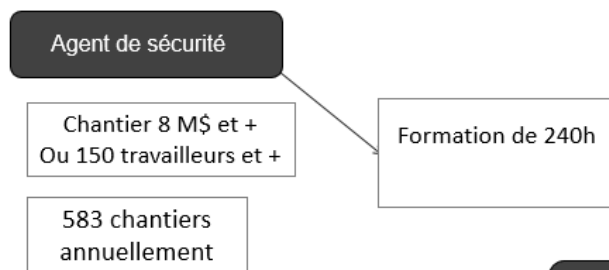 Agent de sécurité
Chantier 8 M$ et +
Ou 150 travailleurs et +
Formation de 240h
583 chantiers
annuellement